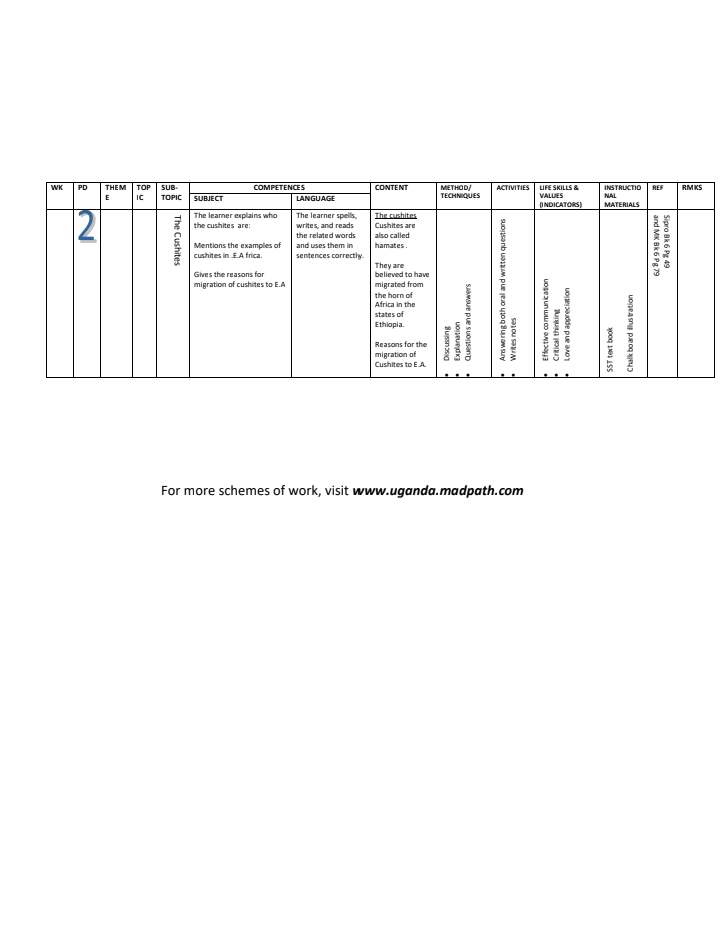 WK
PD
THEM
E
TOP
IC
SUB-
TOPIC
COMPETENCES
SUBJECT
LANGUAGE
CONTENT
METHOD/
TECHNIQUES
ACTIVITIES
LIFE SKILLS &
VALUES
(INDICATORS)
INSTRUCTIO
NAL
MATERIALS
REF
RMKS
2
The Cushites
The learner explains who
the cushites are:
Mentions the examples of
cushites in .E.A frica.
Gives the reasons for
migration of cushites to E.A
The learner spells,
writes, and reads
the related words
and uses them in
sentences correctly.
The cushites
Cushites are
also called
hamates .
They are
believed to have
migrated from
the horn of
Africa in the
states of
Ethiopia.
Reasons for the
migration of
Cushites to E.A.
• Discussing
• Explanation
• Questions and answers
• Answering both oral and written questions
• Writes notes
• Effective communication
• Critical thinking
• Love and appreciation
SST text book
Chalk board illustration
Sipro Bk 6 Pg 49
and MK Bk 6 Pg 79
For more schemes of work, visit www.uganda.madpath.com